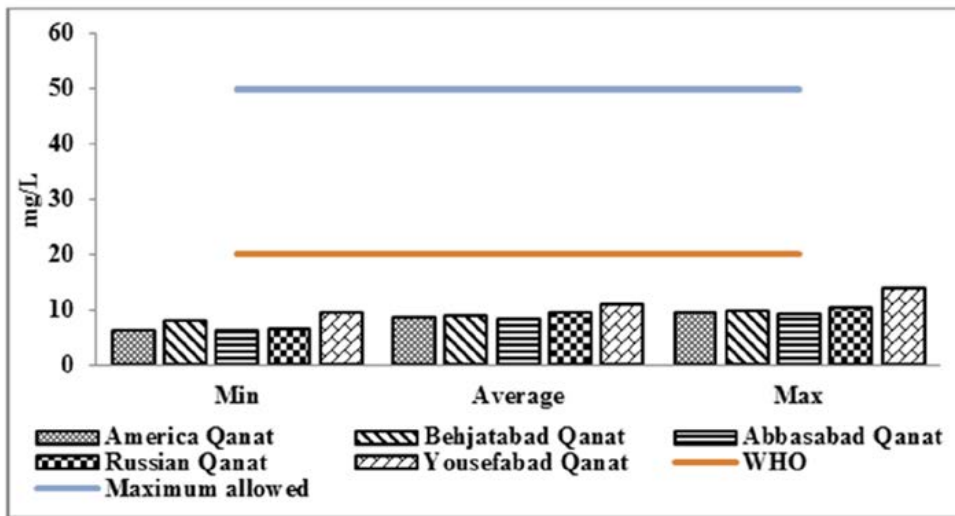 60
50
40
30
20
10
0
mg/L
Min Average Max
America Qanat Behjatabad Qanat Abbasabad Qanat
Russian Qanat Yousefabad Qanat WHO
Maximum allowed